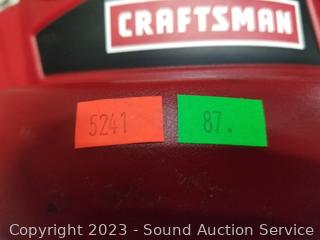 CRAFTSMAN
5241 87.
Copyright 2023 - Sound Auction Service